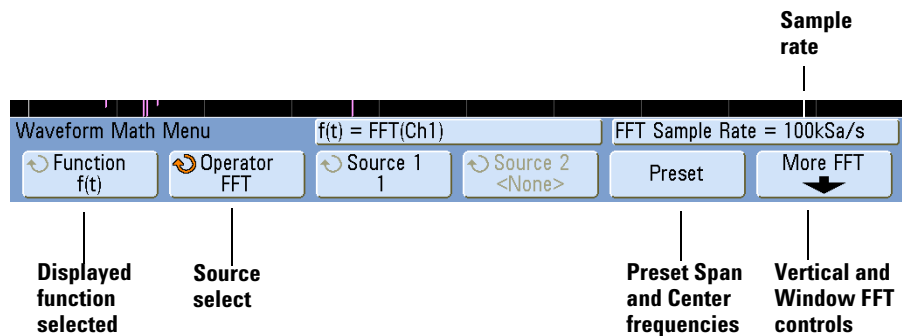 Sample
rate
Waveform Math Menu
f(t) = FFT(Ch1)
FFT Sample Rate = 100kSa/s
Function
f(t)
Operator
FFT
Source 1
1
Source 2
<None>
Preset
More FFT
Displayed
function
selected
Source
select
Preset Span
and Center
frequencies
Vertical and
Window FFT
controls